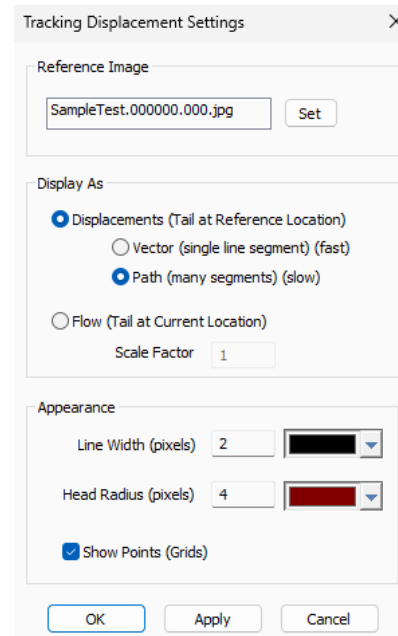 Tracking Displacement Settings
Reference Image
SampleTest.000000.000.jpg Set
Display As
Displacements (Tail at Reference Location)
Vector (single line segment) (fast)
Path (many segments) (slow)
Flow (Tail at Current Location)
Scale Factor 1
Appearance
Line Width (pixels) 2
Head Radius (pixels) 4
Show Points (Grids)
OK Apply Cancel